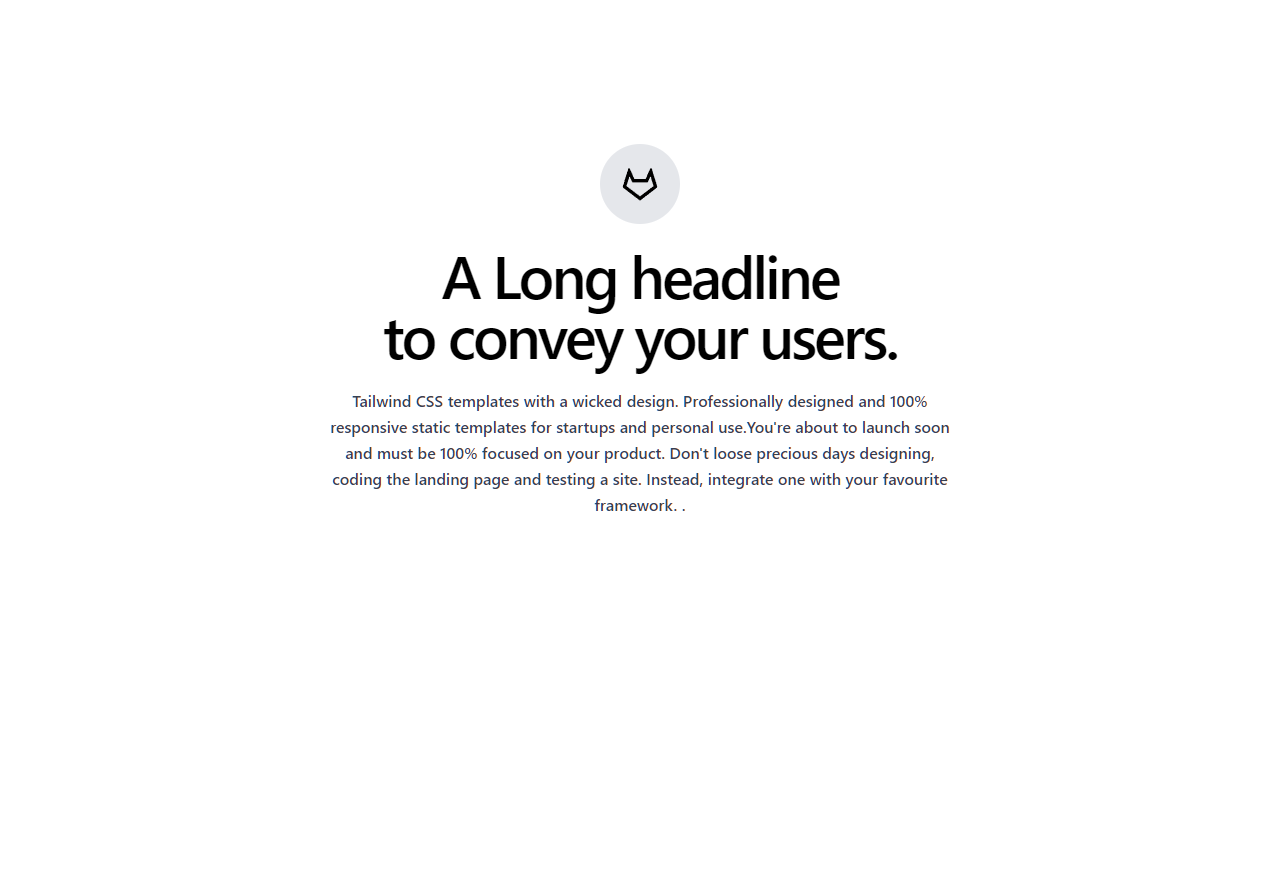 A Long headline
to convey your users.
Tailwind CSS templates with a wicked design. Professionally designed and 100%
responsive static templates for startups and personal use.You're about to launch soon
and must be 100% focused on your product. Don't loose precious days designing,
coding the landing page and testing a site. Instead, integrate one with your favourite
framework. .